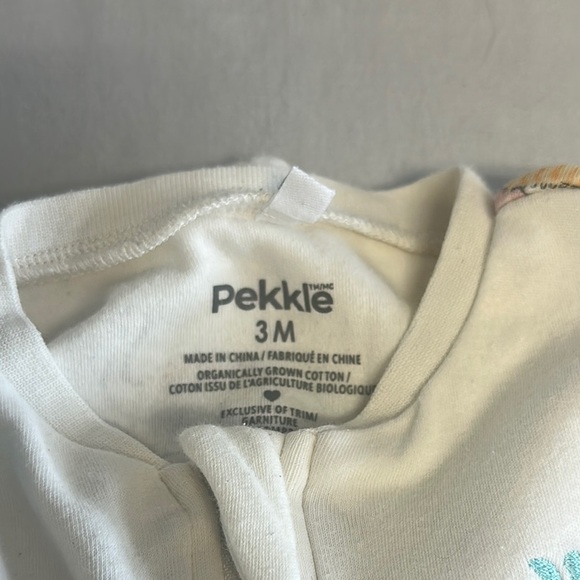 Pekkle TM/MC
3M
MADE IN CHINA / FABRIQUÉ EN CHINE
ORGANICALLY GROWN COTTON /
COTON ISSU DE L'AGRICULTURE BIOLOGIQUE
EXCLUSIVE OF TRIM/
GARNITURE